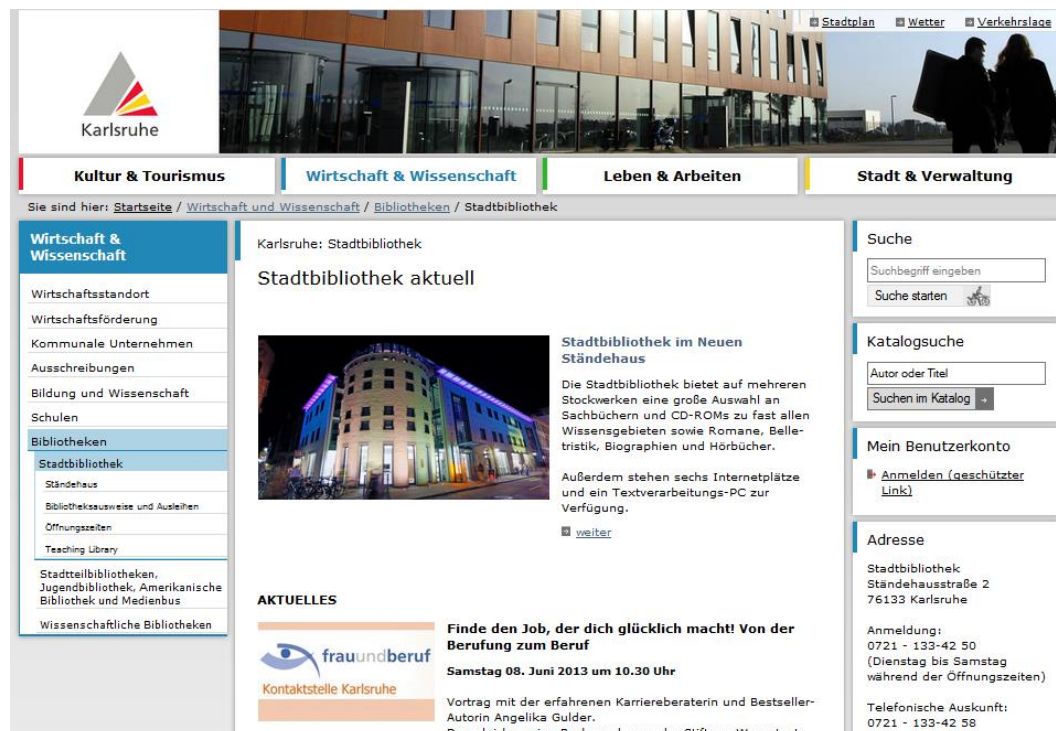 Stadtplan Wetter Verkehrslage
Karlsruhe
Kultur & Tourismus
Wirtschaft & Wissenschaft
Leben & Arbeiten
Stadt & Verwaltung
Sie sind hier: Startseite / Wirtschaft und Wissenschaft / Bibliotheken / Stadtbibliothek
Wirtschaft &
Wissenschaft
Wirtschaftsstandort
Wirtschaftsförderung
Kommunale Unternehmen
Ausschreibungen
Bildung und Wissenschaft
Schulen
Bibliotheken
Stadtbibliothek
Ständehaus
Bibliotheksausweise und Ausleihen
Öffnungszeiten
Teaching Library
Stadtteilbibliotheken,
Jugendbibliothek, Amerikanische
Bibliothek und Medienbus
Wissenschaftliche Bibliotheken
Karlsruhe: Stadtbibliothek
Stadtbibliothek aktuell
Stadtbibliothek im Neuen
Ständehaus
Die Stadtbibliothek bietet auf mehreren
Stockwerken eine große Auswahl an
Sachbüchern und CD-ROMs zu fast allen
Wissensgebieten sowie Romane, Belle-
tristik, Biographien und Hörbücher.
Außerdem stehen sechs Internetplätze
und ein Textverarbeitungs-PC zur
Verfügung.
weiter
AKTUELLES
frauundberuf
Kontaktstelle Karlsruhe
Finde den Job, der dich glücklich macht! Von der
Berufung zum Beruf
Samstag 08. Juni 2013 um 10.30 Uhr
Vortrag mit der erfahrenen Karriereberaterin und Bestseller-
Autorin Angelika Gulder.
Suche
Suchbegriff eingeben
Suche starten
Katalogsuche
Autor oder Titel
Suchen im Katalog
Mein Benutzerkonto
Anmelden (geschützter
Link)
Adresse
Stadtbibliothek
Ständehausstraße 2
76133 Karlsruhe
Anmeldung:
0721 - 133-42 50
(Dienstag bis Samstag
während der Öffnungszeiten)
Telefonische Auskunft:
0721 - 133-42 58